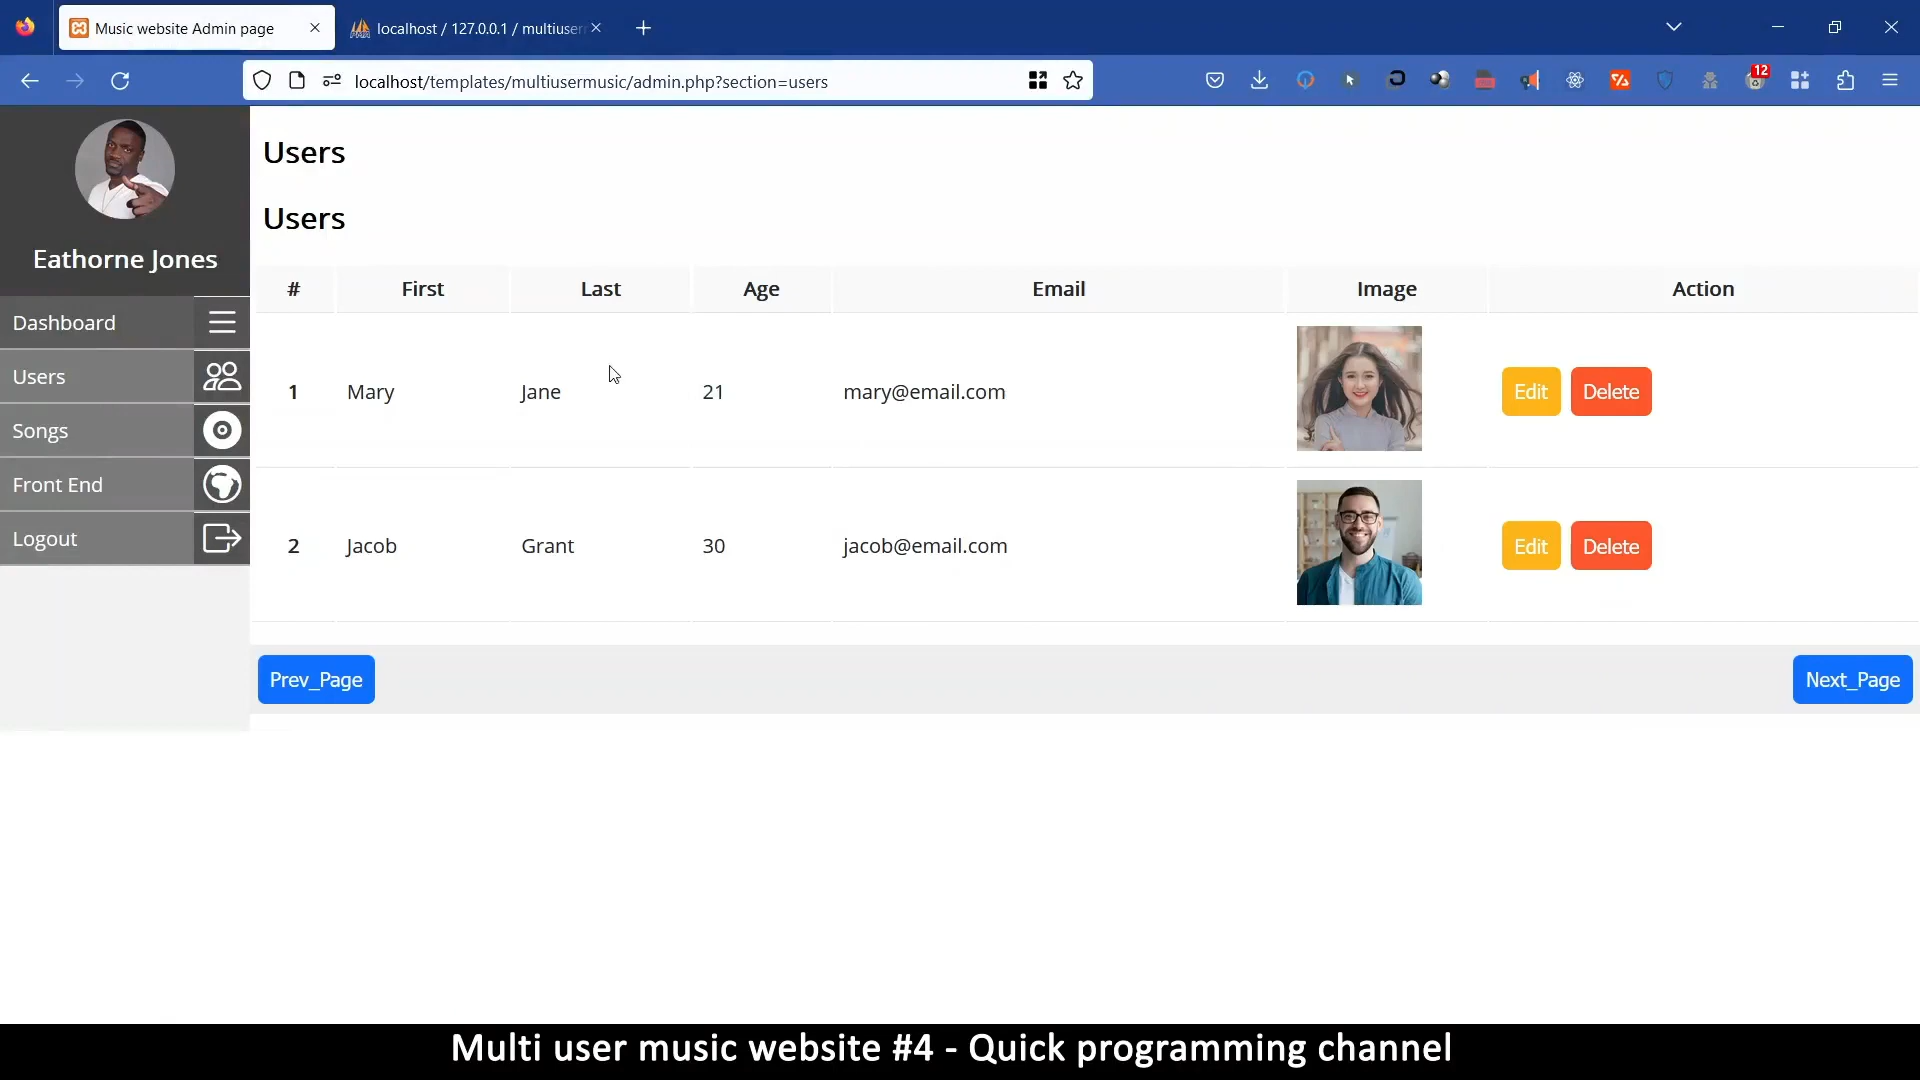 Music website Admin page
localhost / 127.0.0.1 / multiuser
localhost/templates/multiusermusic/admin.php?section=users
12
Eathorne Jones
Dashboard
Users
Songs
Front End
Logout
Users
Users
# First Last Age Email Image Action
1 Mary Jane 21 mary@email.com Edit Delete
2 Jacob Grant 30 jacob@email.com Edit Delete
Prev_Page Next_Page
Multi user music website #4 - Quick programming channel